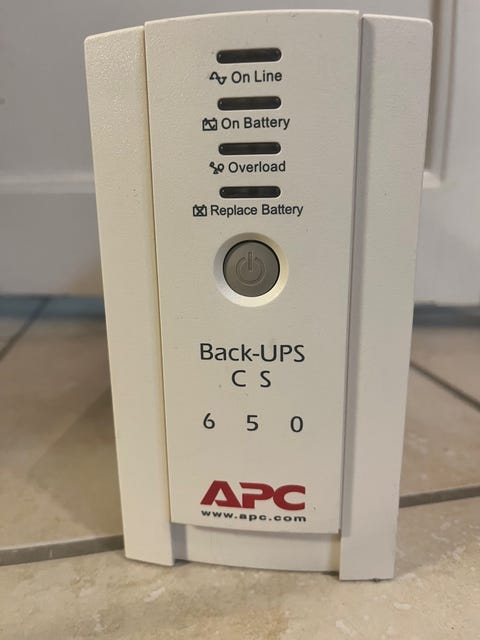 On Line
On Battery
Overload
Replace Battery
Back-UPS
C S
6 5 0
APC
www.apc.com